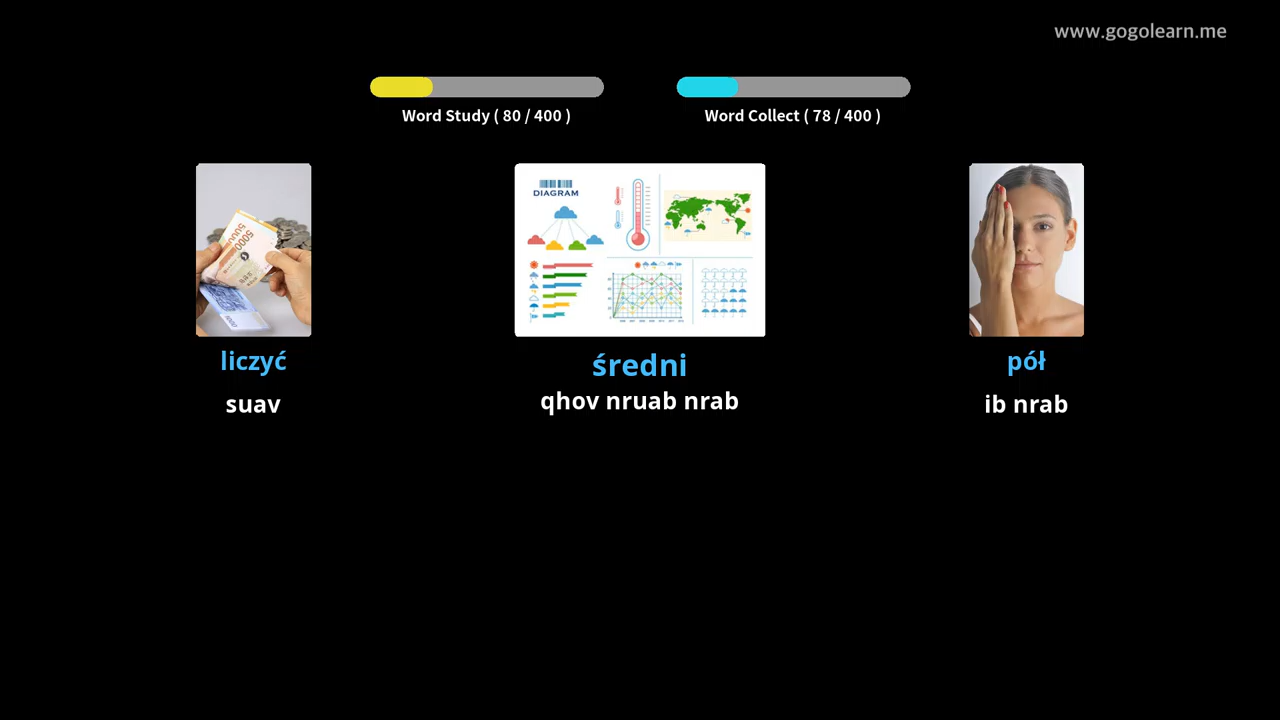 www.gogolearn.me
Word Study ( 80 / 400 )
Word Collect ( 78 / 400 )
DIAGRAM
5000
liczyć
średni
pół
suav
qhov nruab nrab
ib nrab